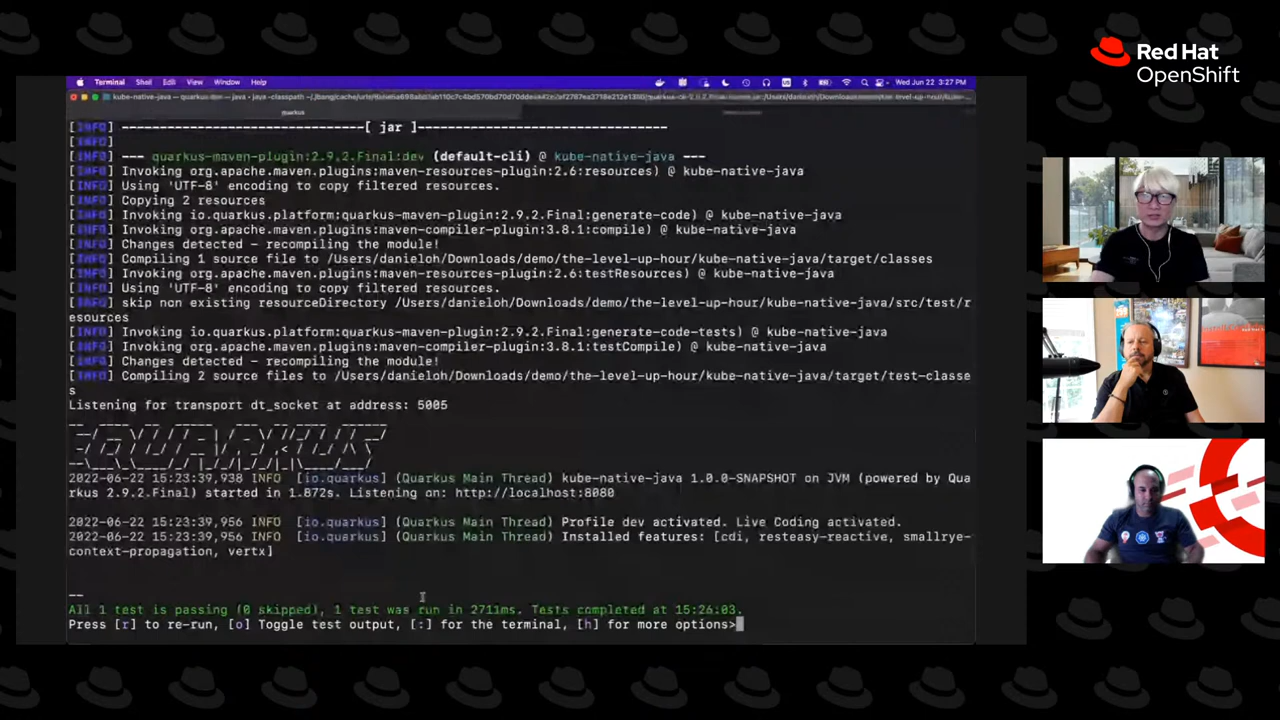 Red Hat
OpenShift
Terminal Shell Edit View Window Help
Wed Jun 22 3:27 PM
quarkus
[INFO] --------------------------------[ jar ]---------------------------------
[INFO]
[INFO] --- quarkus-maven-plugin:2.9.2.Final:dev (default-cli) @ kube-native-java ---
[INFO] Invoking org.apache.maven.plugins:maven-resources-plugin:2.6:resources) @ kube-native-java
[INFO] Using 'UTF-8' encoding to copy filtered resources.
[INFO] Copying 2 resources
[INFO] Invoking io.quarkus.platform:quarkus-maven-plugin:2.9.2.Final:generate-code) @ kube-native-java
[INFO] Invoking org.apache.maven.plugins:maven-compiler-plugin:3.8.1:compile) @ kube-native-java
[INFO] Changes detected - recompiling the module!
[INFO] Compiling 1 source file to /Users/danieloh/Downloads/demo/the-level-up-hour/kube-native-java/target/classes
[INFO] Invoking org.apache.maven.plugins:maven-resources-plugin:2.6:testResources) @ kube-native-java
[INFO] Using 'UTF-8' encoding to copy filtered resources.
[INFO] skip non existing resourceDirectory /Users/danieloh/Downloads/demo/the-level-up-hour/kube-native-java/src/test/r
esources
[INFO] Invoking io.quarkus.platform:quarkus-maven-plugin:2.9.2.Final:generate-code-tests) @ kube-native-java
[INFO] Invoking org.apache.maven.plugins:maven-compiler-plugin:3.8.1:testCompile) @ kube-native-java
[INFO] Changes detected - recompiling the module!
[INFO] Compiling 2 source files to /Users/danieloh/Downloads/demo/the-level-up-hour/kube-native-java/target/test-classe
s
Listening for transport dt_socket at address: 5005
QUARKUS
2022-06-22 15:23:39,938 INFO [io.quarkus] (Quarkus Main Thread) kube-native-java 1.0.0-SNAPSHOT on JVM (powered by Qua
rkus 2.9.2.Final) started in 1.872s. Listening on: http://localhost:8080
2022-06-22 15:23:39,956 INFO [io.quarkus] (Quarkus Main Thread) Profile dev activated. Live Coding activated.
2022-06-22 15:23:39,956 INFO [io.quarkus] (Quarkus Main Thread) Installed features: [cdi, resteasy-reactive, smallrye-
context-propagation, vertx]
--
All 1 test is passing (0 skipped), 1 test was run in 2711ms. Tests completed at 15:26:03.
Press [r] to re-run, [o] Toggle test output, [:] for the terminal, [h] for more options>